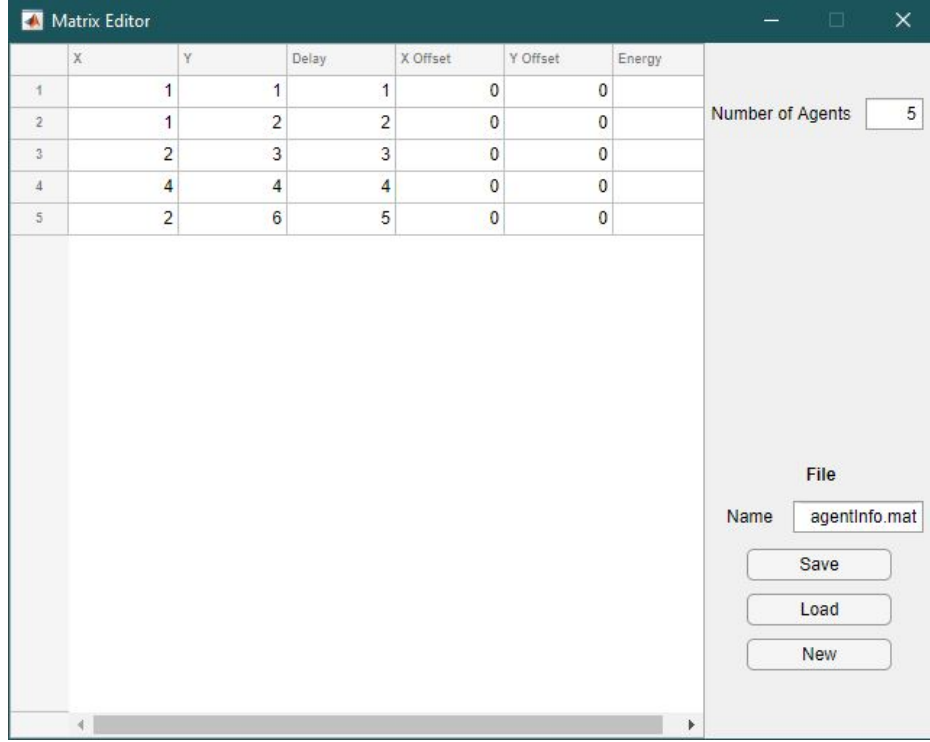 Matrix Editor
X Y Delay X Offset Y Offset Energy
1 1 1 1 0 0
2 1 2 2 0 0
3 2 3 3 0 0
4 4 4 4 0 0
5 2 6 5 0 0
Number of Agents 5
File
Name agentInfo.mat
Save
Load
New